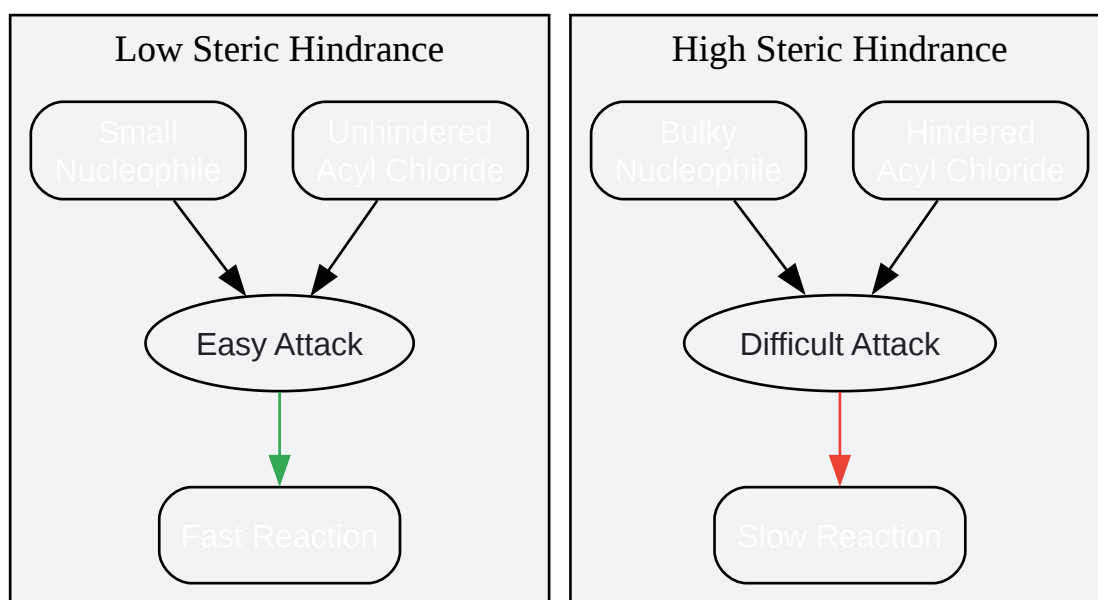 Low Steric Hindrance
Small
Nucleophile
Unhindered
Acyl Chloride
Easy Attack
Fast Reaction
High Steric Hindrance
Bulky
Nucleophile
Hindered
Acyl Chloride
Difficult Attack
Slow Reaction